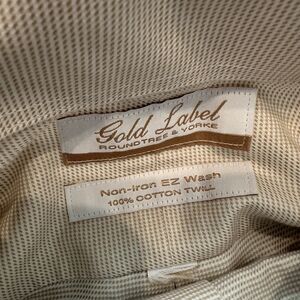 Gold Label
ROUNDTREE & YORKE
Non-Iron EZ Wash
100% COTTON TWILL